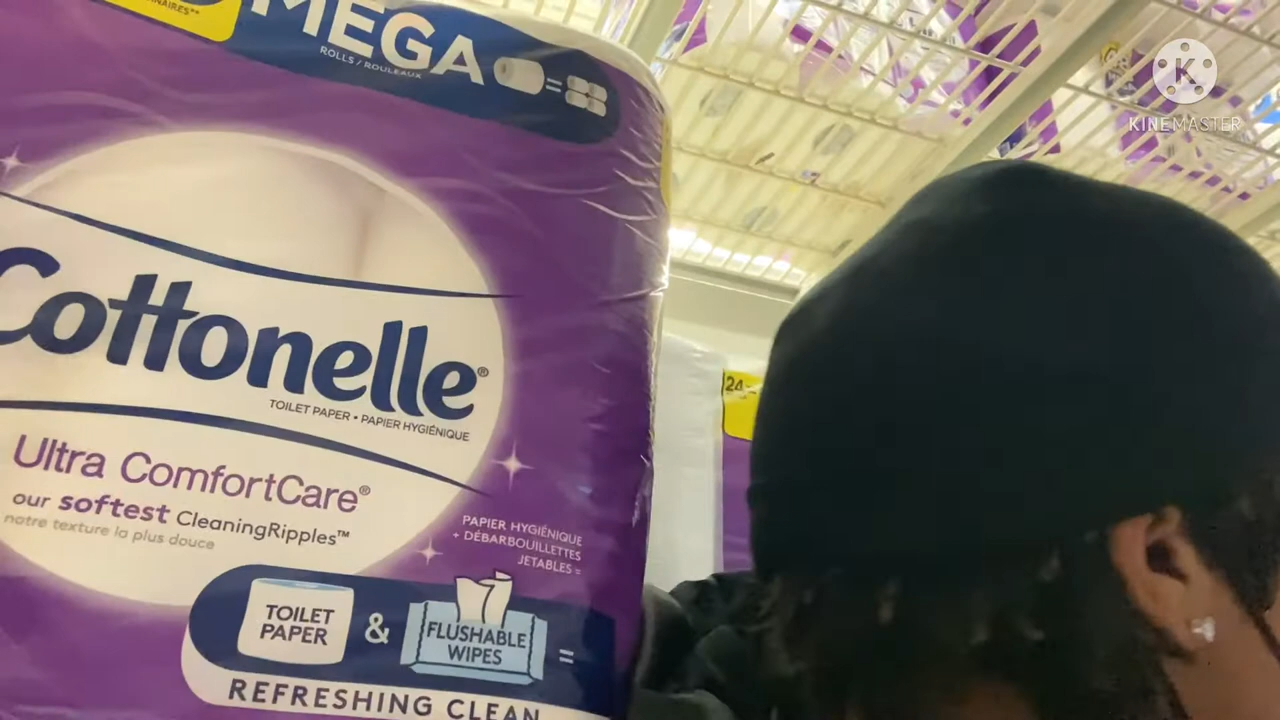 MEGA
ROLLS / ROULEAUX
=
Cottonelle®
TOILET PAPER • PAPIER HYGIÉNIQUE
Ultra ComfortCare®
our softest CleaningRipples™
notre texture la plus douce
PAPIER HYGIÉNIQUE
+ DÉBARBOUILLETTES
JETABLES =
TOILET
PAPER
&
FLUSHABLE
WIPES
=
REFRESHING CLEAN
24=
K
KINEMASTER